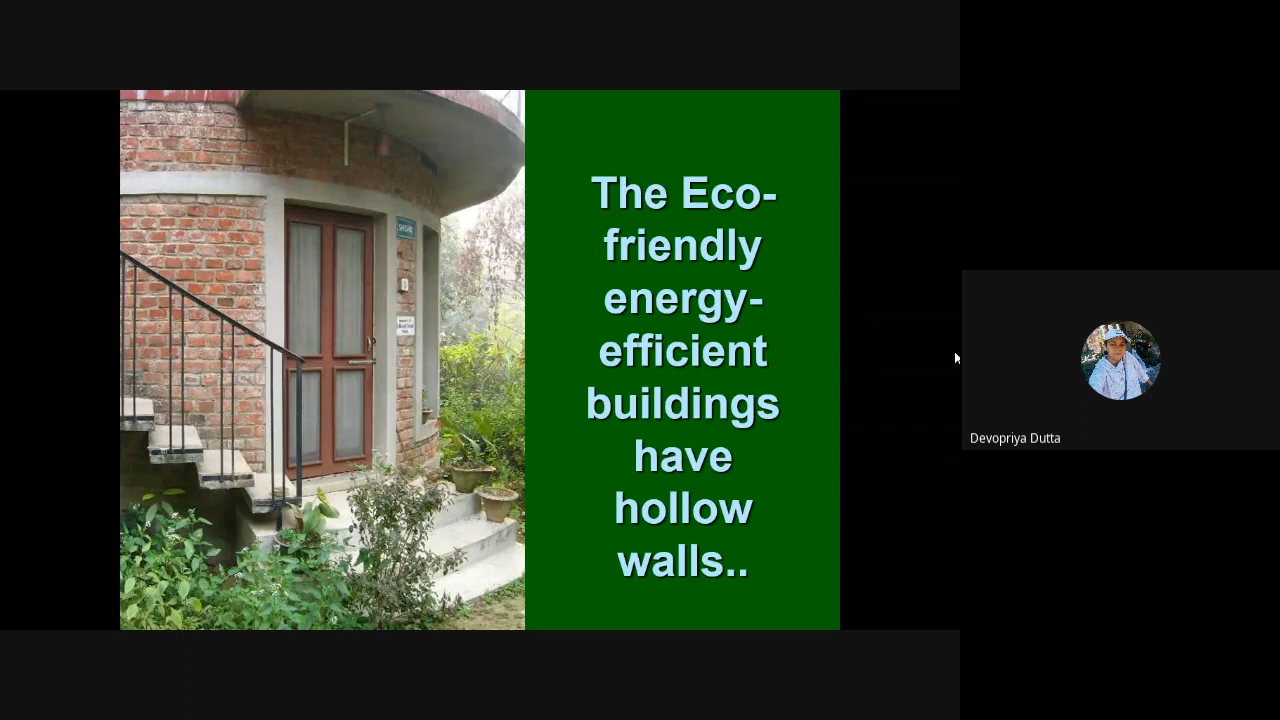 The Eco-
friendly
energy-
efficient
buildings
have
hollow
walls..
Devopriya Dutta